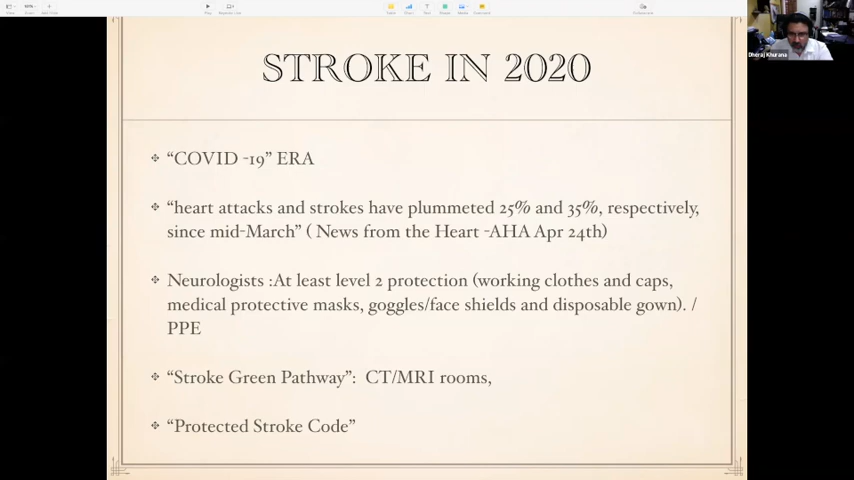 STROKE IN 2020
“COVID -19” ERA
“heart attacks and strokes have plummeted 25% and 35%, respectively,
since mid-March” ( News from the Heart -AHA Apr 24th)
Neurologists :At least level 2 protection (working clothes and caps,
medical protective masks, goggles/face shields and disposable gown). /
PPE
“Stroke Green Pathway”:  CT/MRI rooms,
“Protected Stroke Code”
Dheraj Khurana